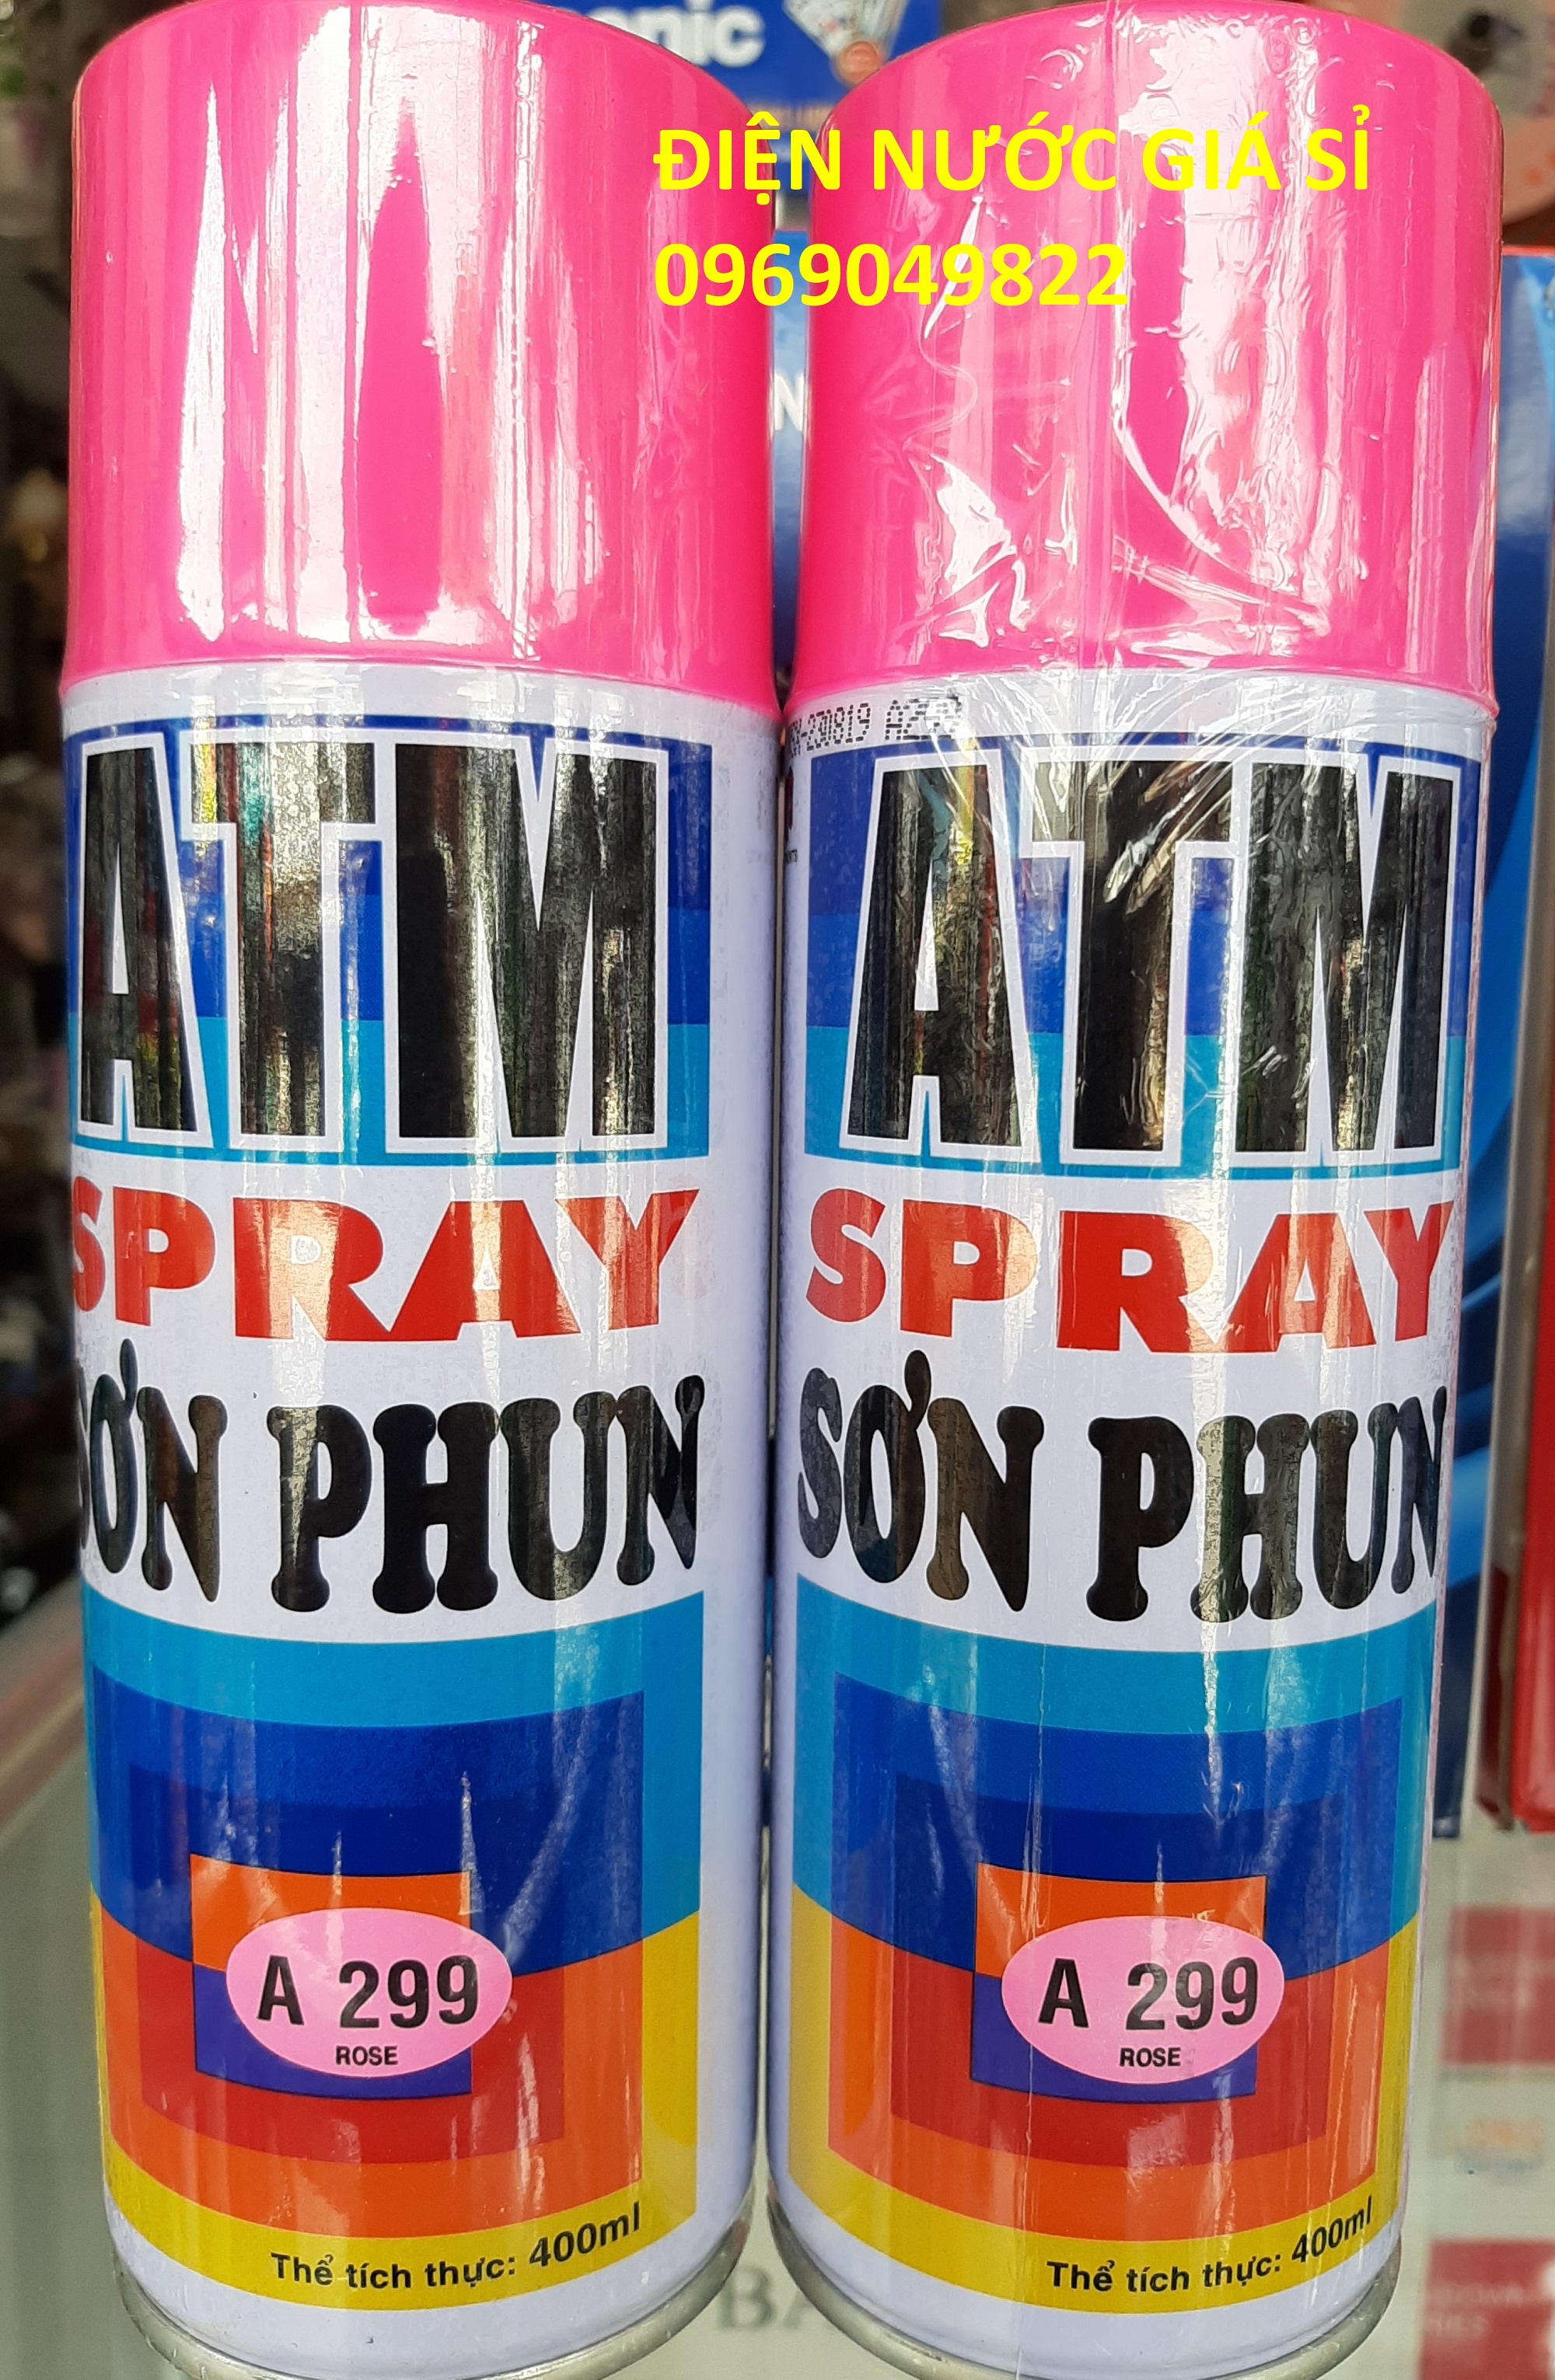 ĐIỆN NƯỚC GIÁ SỈ
0969049822
ATM
SPRAY
SƠN PHUN
A 299
ROSE
Thể tích thực: 400ml
ATM
SPRAY
SƠN PHUN
A 299
ROSE
Thể tích thực: 400ml